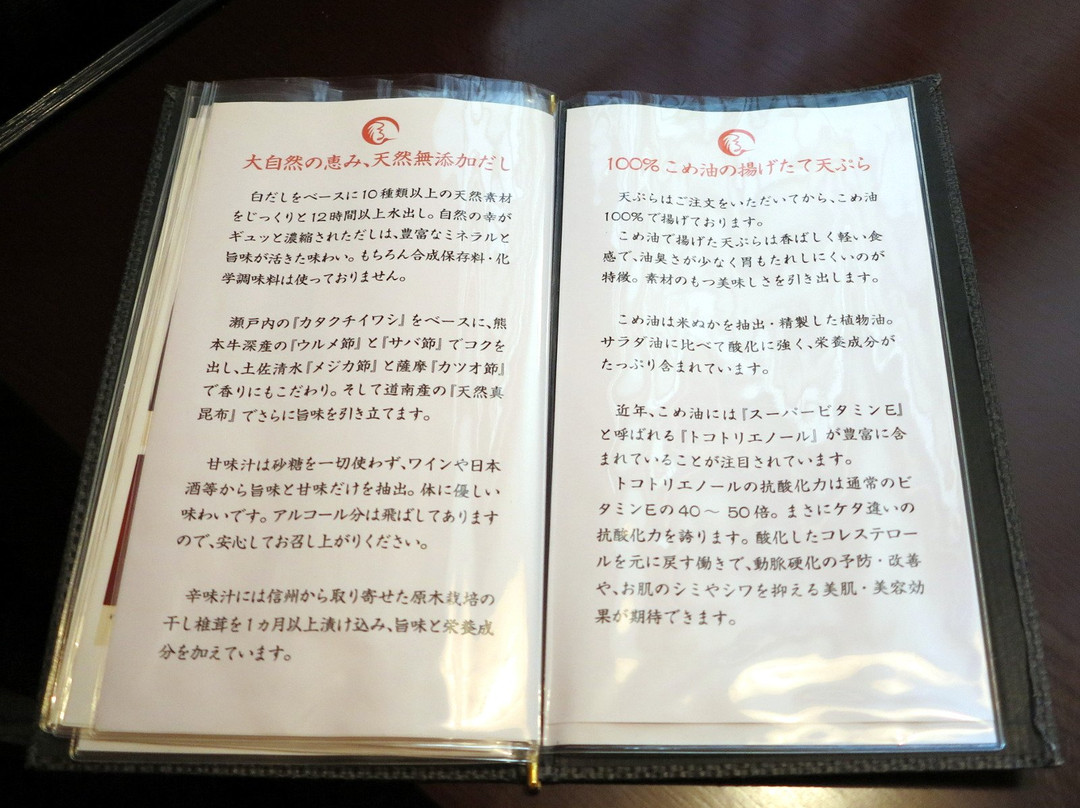 大自然の恵み、天然無添加だし
白だしをベースに10種類以上の天然素材
をじっくりと12時間以上水出し。自然の幸が
ギュッと濃縮されただしは、豊富なミネラルと
旨味が活きた味わい。もちろん合成保存料・化
学調味料は使っておりません。
瀬戸内の『カタクチイワシ』をベースに、熊
本牛深産の『ウルメ節』と『サバ節』でコクを
出し、土佐清水『メジカ節』と薩摩『カツオ節』
で香りにもこだわり。そして道南産の『天然真
昆布』でさらに旨味を引き立てます。
甘味汁は砂糖を一切使わず、ワインや日本
酒等から旨味と甘味だけを抽出。体に優しい
味わいです。アルコール分は飛ばしてあります
ので、安心してお召し上がりください。
辛味汁には信州から取り寄せた原木栽培の
干し椎茸を1カ月以上漬け込み、旨味と栄養成
分を加えています。
100%こめ油の揚げたて天ぷら
天ぷらはご注文をいただいてから、こめ油
100%で揚げております。
こめ油で揚げた天ぷらは香ばしく軽い食
感で、油臭さが少なく胃もたれしにくいのが
特徴。素材のもつ美味しさを引き出します。
こめ油は米ぬかを抽出・精製した植物油。
サラダ油に比べて酸化に強く、栄養成分が
たっぷり含まれています。
近年、こめ油には『スーパービタミンE』
と呼ばれる『トコトリエノール』が豊富に含
まれていることが注目されています。
トコトリエノールの抗酸化力は通常のビ
タミンEの40～50倍。まさにケタ違いの
抗酸化力を誇ります。酸化したコレステロー
ルを元に戻す働きで、動脈硬化の予防・改善
や、お肌のシミやシワを抑える美肌・美容効
果が期待できます。